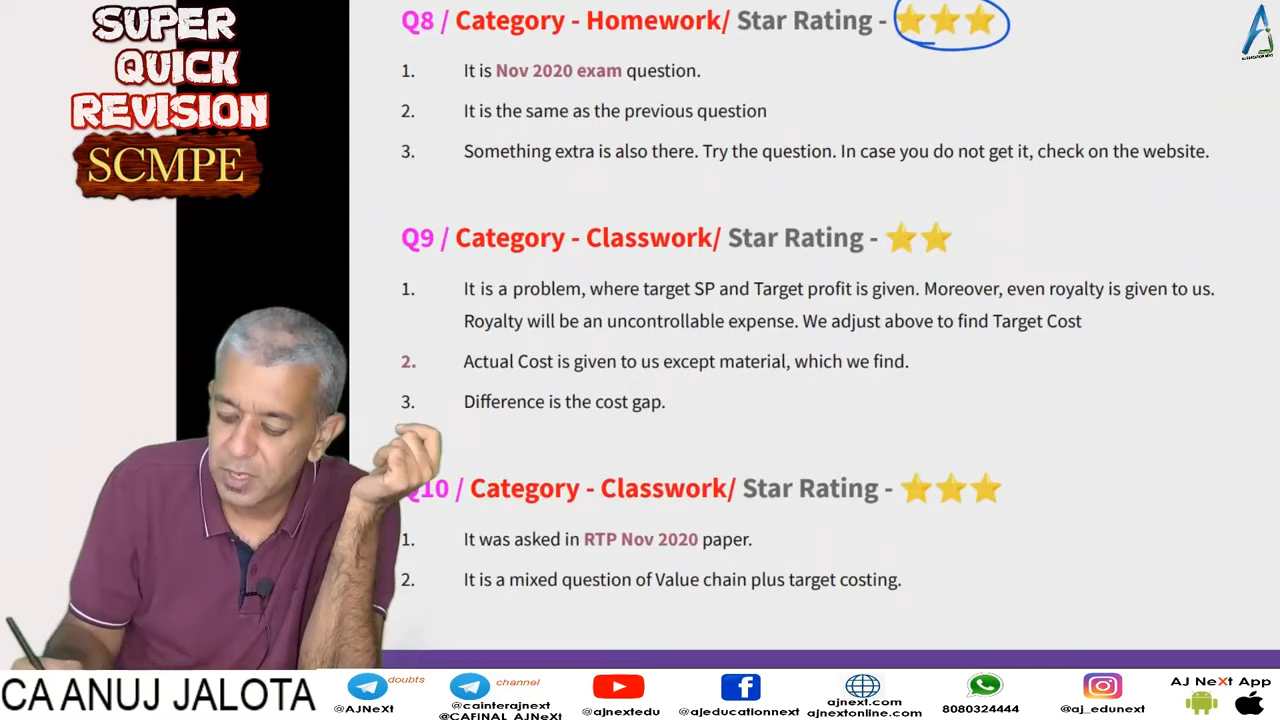 SUPER
QUICK
REVISION
SCMPE
Q8 / Category - Homework/ Star Rating -
1. It is Nov 2020 exam question.
2. It is the same as the previous question
3. Something extra is also there. Try the question. In case you do not get it, check on the website.
Q9 / Category - Classwork/ Star Rating -
1. It is a problem, where target SP and Target profit is given. Moreover, even royalty is given to us.
Royalty will be an uncontrollable expense. We adjust above to find Target Cost
2. Actual Cost is given to us except material, which we find.
3. Difference is the cost gap.
Q10 / Category - Classwork/ Star Rating -
1. It was asked in RTP Nov 2020 paper.
2. It is a mixed question of Value chain plus target costing.
CA ANUJ JALOTA
doubts
@AJNeXt
channel
@cainterajnext
@CAFINAL_AJNeXt
@ajnextedu
@ajeducationnext
ajnext.com
ajnextonline.com
8080324444
@aj_edunext
AJ NeXt App